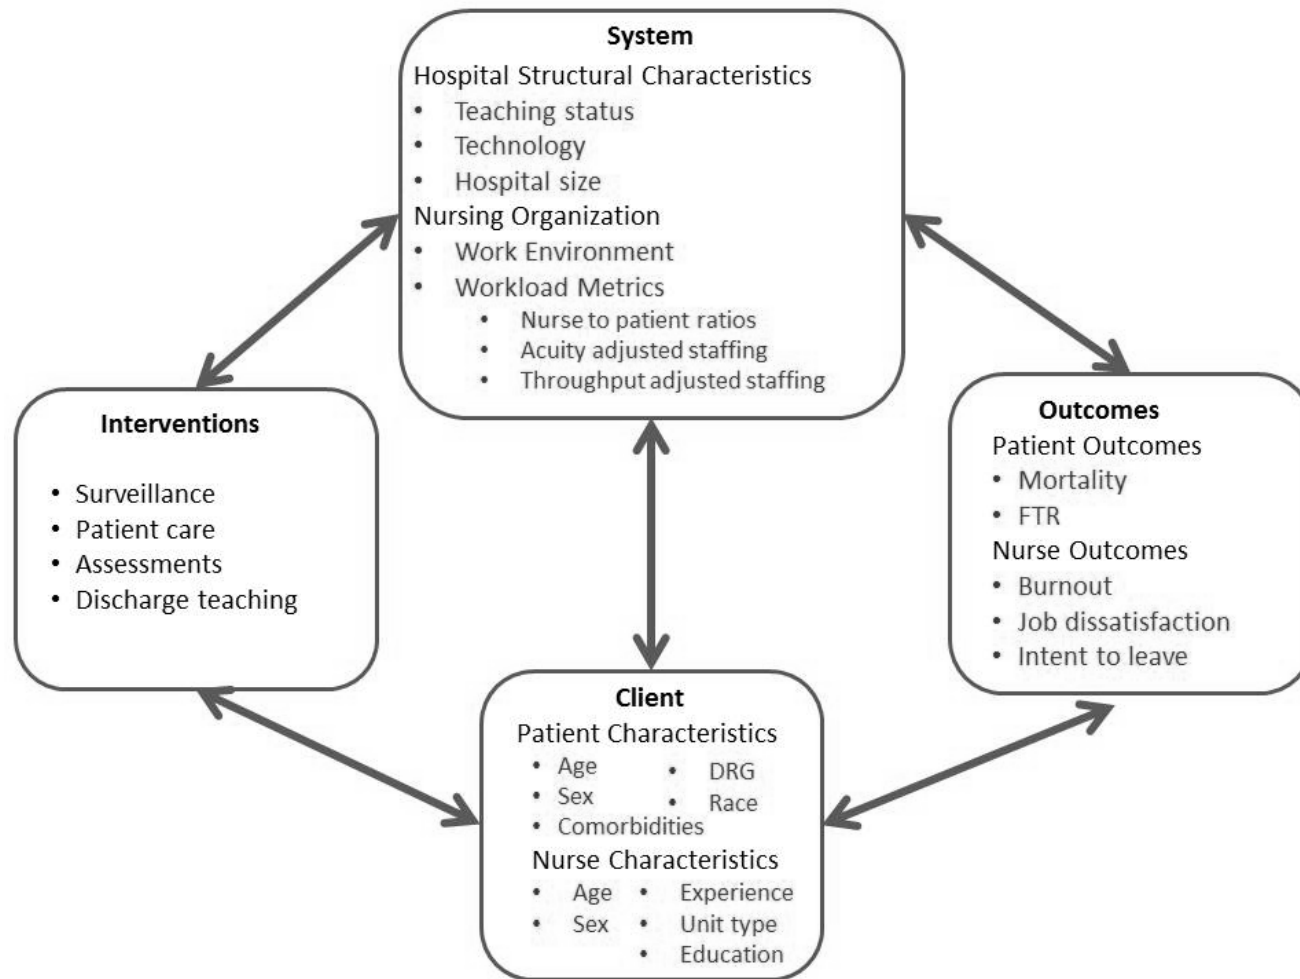 System
Hospital Structural Characteristics
• Teaching status
• Technology
• Hospital size
Nursing Organization
• Work Environment
• Workload Metrics
• Nurse to patient ratios
• Acuity adjusted staffing
• Throughput adjusted staffing
Interventions
• Surveillance
• Patient care
• Assessments
• Discharge teaching
Outcomes
Patient Outcomes
• Mortality
• FTR
Nurse Outcomes
• Burnout
• Job dissatisfaction
• Intent to leave
Client
Patient Characteristics
• Age • DRG
• Sex • Race
• Comorbidities
Nurse Characteristics
• Age • Experience
• Sex • Unit type
• Education